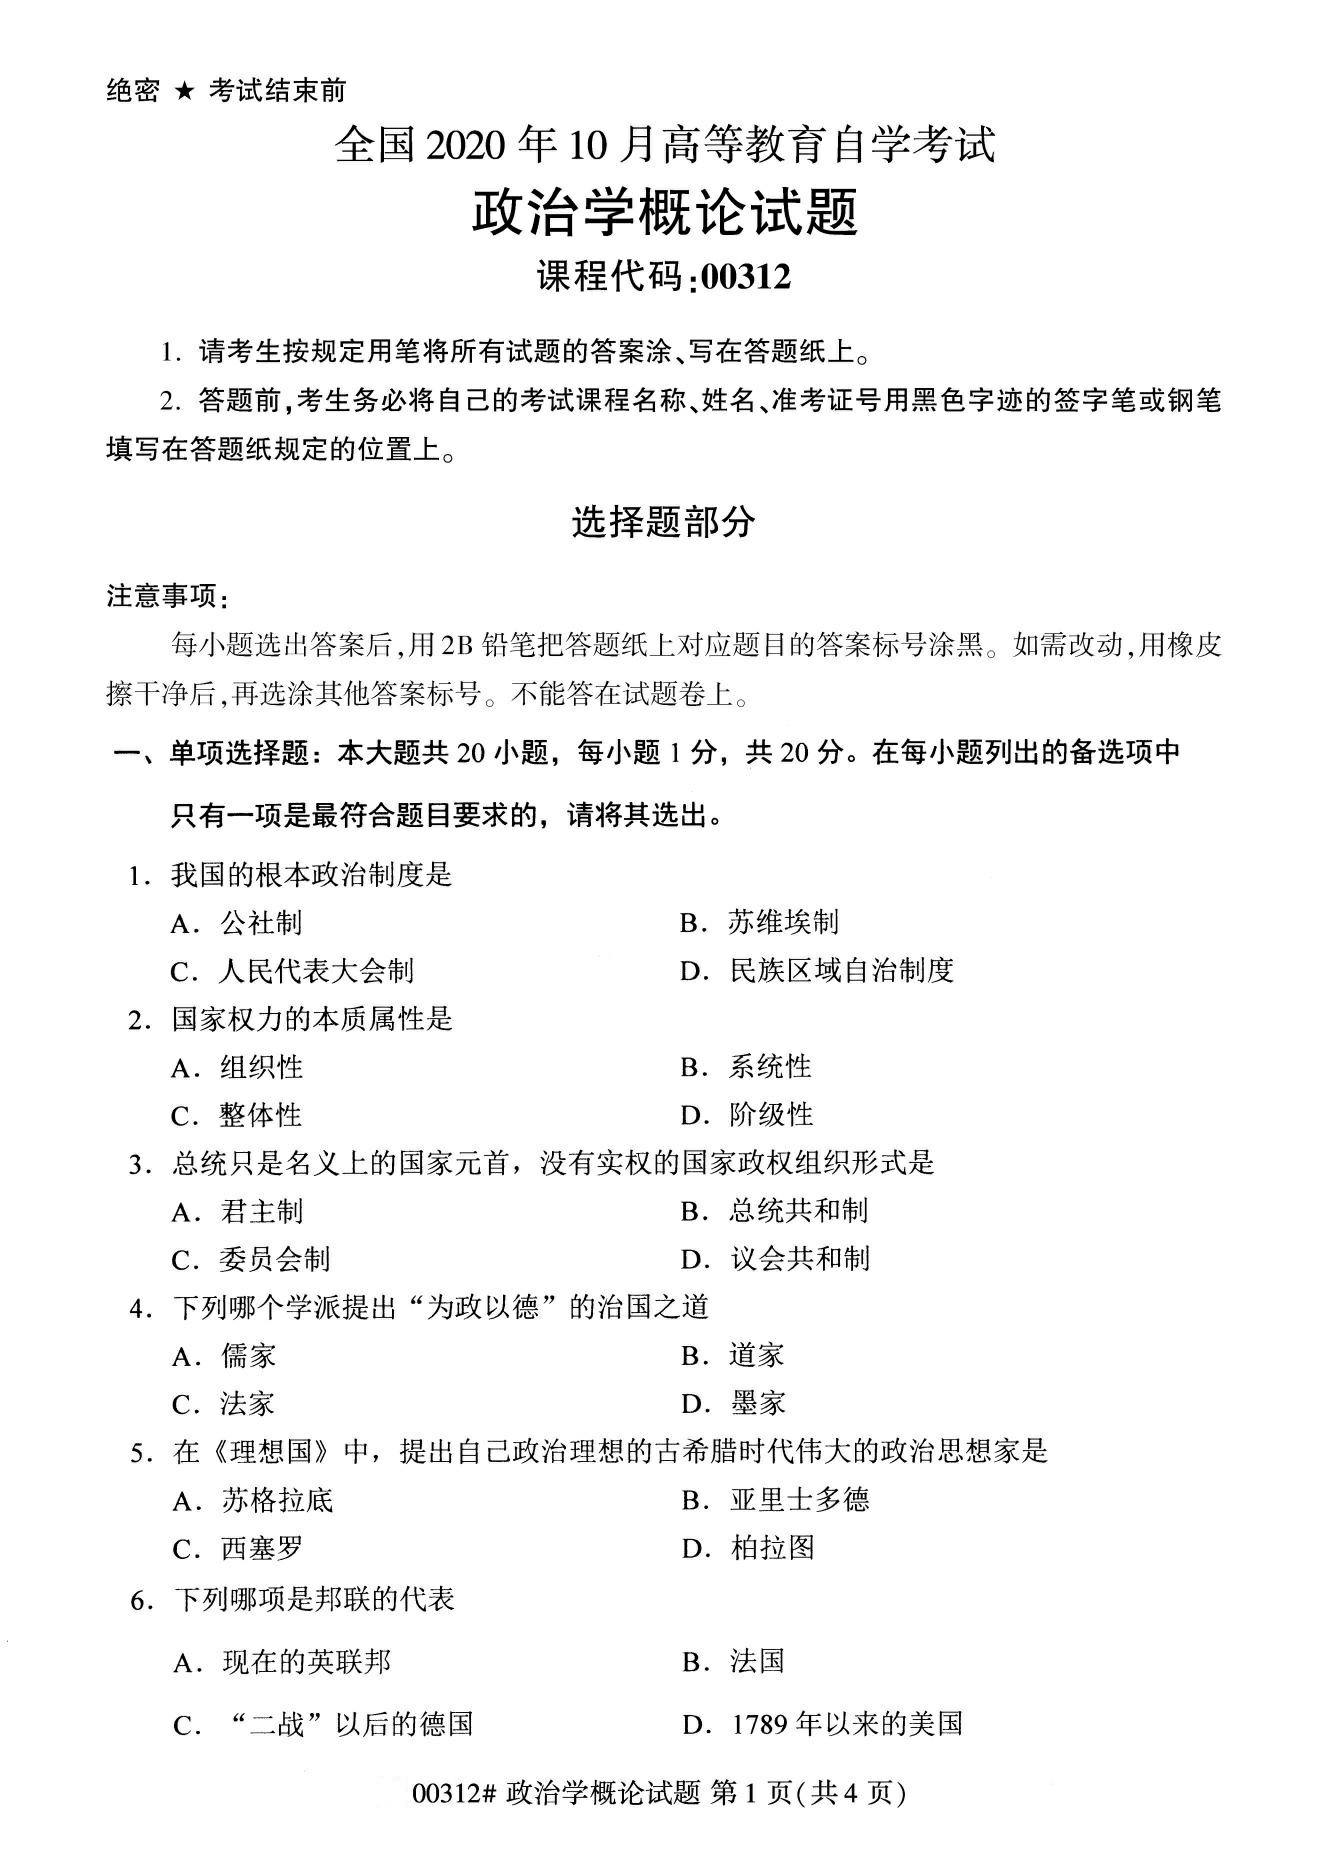 绝密 ★ 考试结束前
全国 2020 年 10 月高等教育自学考试
政治学概论试题
课程代码:00312
1. 请考生按规定用笔将所有试题的答案涂、写在答题纸上。
2. 答题前,考生务必将自己的考试课程名称、姓名、准考证号用黑色字迹的签字笔或钢笔
填写在答题纸规定的位置上。
选择题部分
注意事项:
每小题选出答案后,用 2B 铅笔把答题纸上对应题目的答案标号涂黑。如需改动,用橡皮
擦干净后,再选涂其他答案标号。不能答在试题卷上。
一、单项选择题：本大题共 20 小题，每小题 1 分，共 20 分。在每小题列出的备选项中
只有一项是最符合题目要求的，请将其选出。
1．我国的根本政治制度是
A．公社制 B．苏维埃制
C．人民代表大会制 D．民族区域自治制度
2．国家权力的本质属性是
A．组织性 B．系统性
C．整体性 D．阶级性
3．总统只是名义上的国家元首，没有实权的国家政权组织形式是
A．君主制 B．总统共和制
C．委员会制 D．议会共和制
4．下列哪个学派提出“为政以德”的治国之道
A．儒家 B．道家
C．法家 D．墨家
5．在《理想国》中，提出自己政治理想的古希腊时代伟大的政治思想家是
A．苏格拉底 B．亚里士多德
C．西塞罗 D．柏拉图
6．下列哪项是邦联的代表
A．现在的英联邦 B．法国
C．“二战”以后的德国 D．1789 年以来的美国
00312# 政治学概论试题 第 1 页(共 4 页)